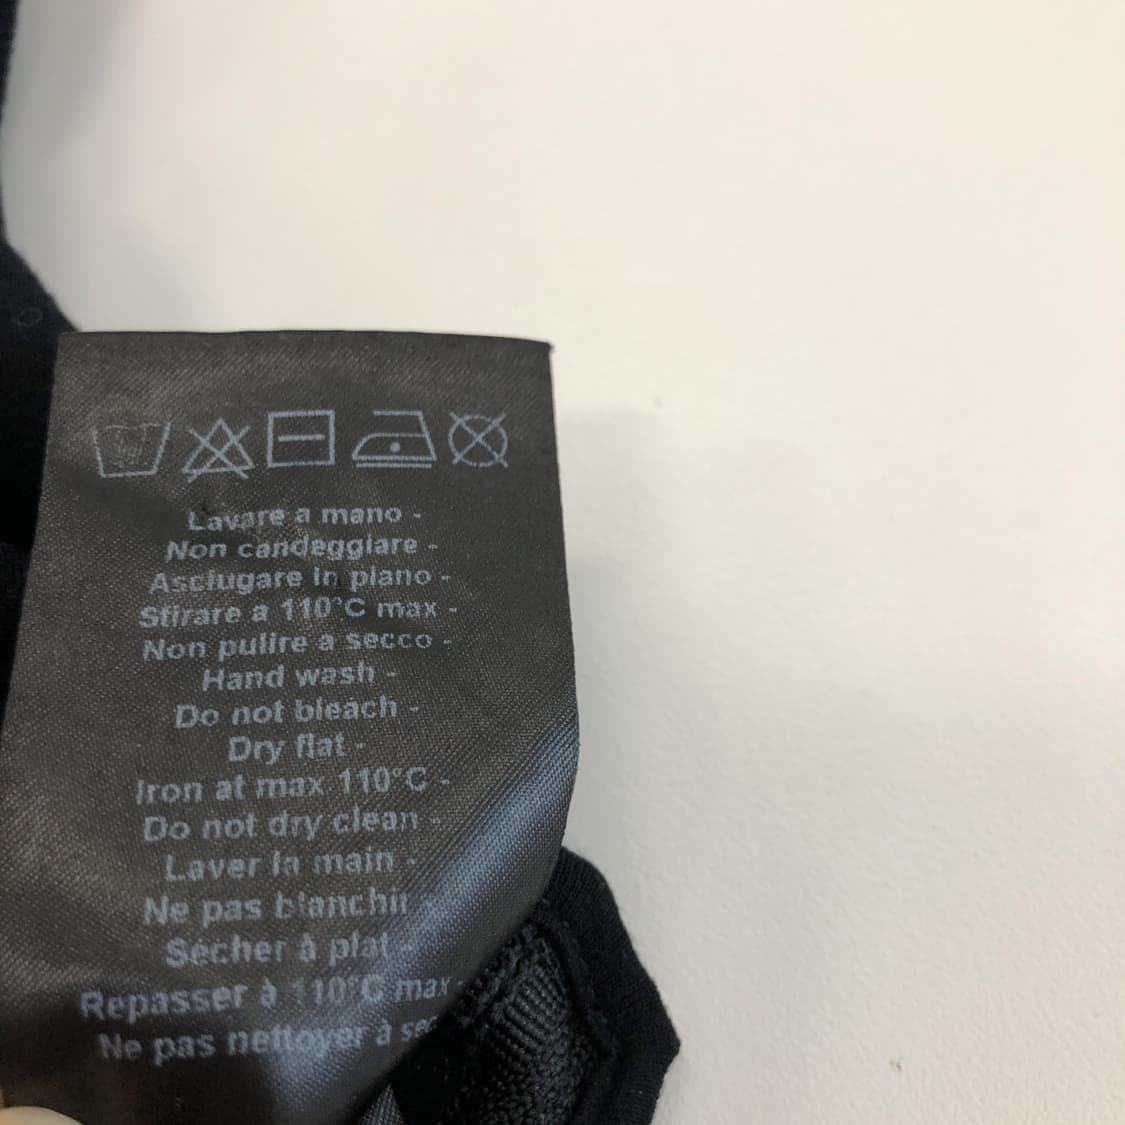 Lavare a mano -
Non candeggiare -
Asciugare in piano -
Stirare a 110°C max -
Non pulire a secco -
Hand wash -
Do not bleach -
Dry flat -
Iron at max 110°C -
Do not dry clean -
Laver la main -
Ne pas blanchir
Sécher à plat -
Repasser à 110°C max -
Ne pas nettoyer à